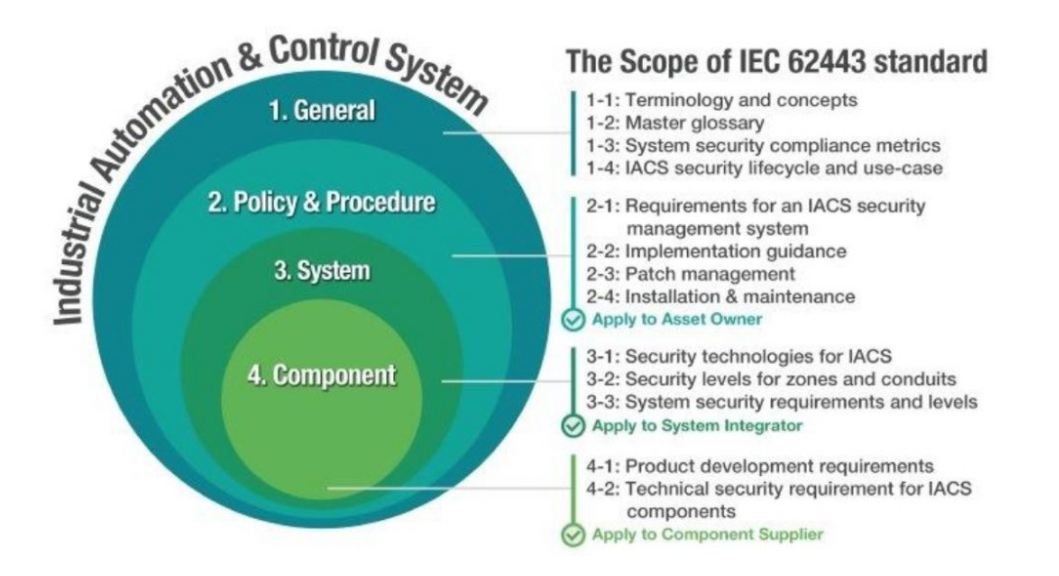 Industrial Automation & Control System
1. General
2. Policy & Procedure
3. System
4. Component
The Scope of IEC 62443 standard
1-1: Terminology and concepts
1-2: Master glossary
1-3: System security compliance metrics
1-4: IACS security lifecycle and use-case
2-1: Requirements for an IACS security
management system
2-2: Implementation guidance
2-3: Patch management
2-4: Installation & maintenance
Apply to Asset Owner
3-1: Security technologies for IACS
3-2: Security levels for zones and conduits
3-3: System security requirements and levels
Apply to System Integrator
4-1: Product development requirements
4-2: Technical security requirement for IACS
components
Apply to Component Supplier